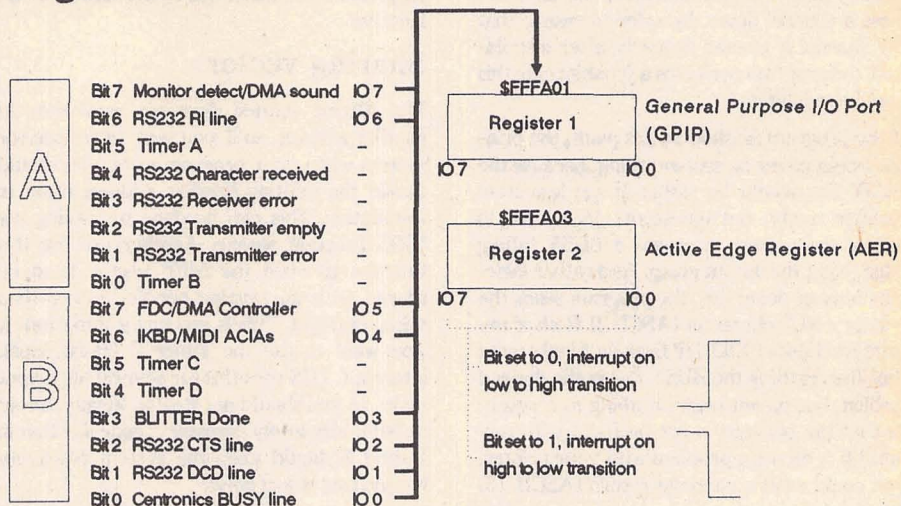 A
Bit 7 Monitor detect/DMA sound IO 7
Bit 6 RS232 RI line IO 6
Bit 5 Timer A -
Bit 4 RS232 Character received -
Bit 3 RS232 Receiver error -
Bit 2 RS232 Transmitter empty -
Bit 1 RS232 Transmitter error -
Bit 0 Timer B -
B
Bit 7 FDC/DMA Controller IO 5
Bit 6 IKBD/MIDI ACIAs IO 4
Bit 5 Timer C -
Bit 4 Timer D -
Bit 3 BLITTER done IO 3
Bit 2 RS232 CTS line IO 2
Bit 1 RS232 DCD line IO 1
Bit 0 Centronics BUSY line IO 0
$FFFA01
Register 1
IO 7 IO 0
General Purpose I/O Port
(GPIP)
$FFFA03
Register 2
IO 7 IO 0
Active Edge Register (AER)
Bit set to 0, interrupt on
low to high transition
Bit set to 1, interrupt on
high to low transition